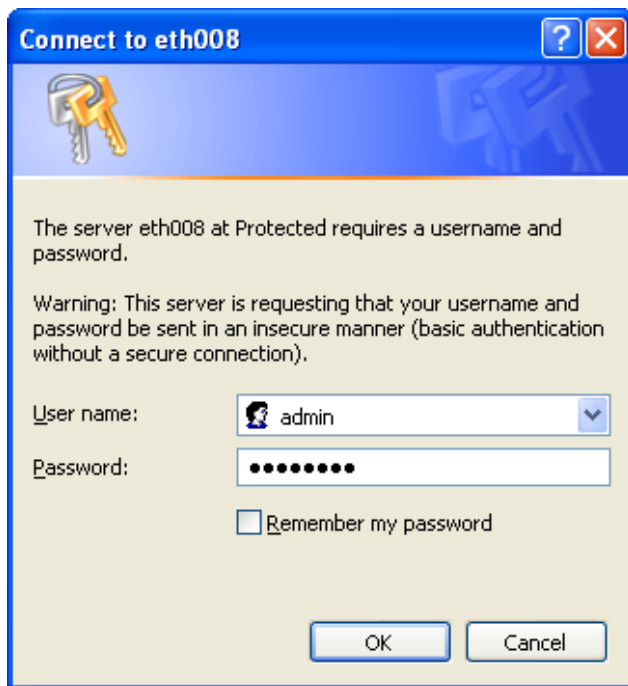 Connect to eth008
The server eth008 at Protected requires a username and
password.
Warning: This server is requesting that your username and
password be sent in an insecure manner (basic authentication
without a secure connection).
User name:
admin
Password:
••••••••
Remember my password
OK
Cancel